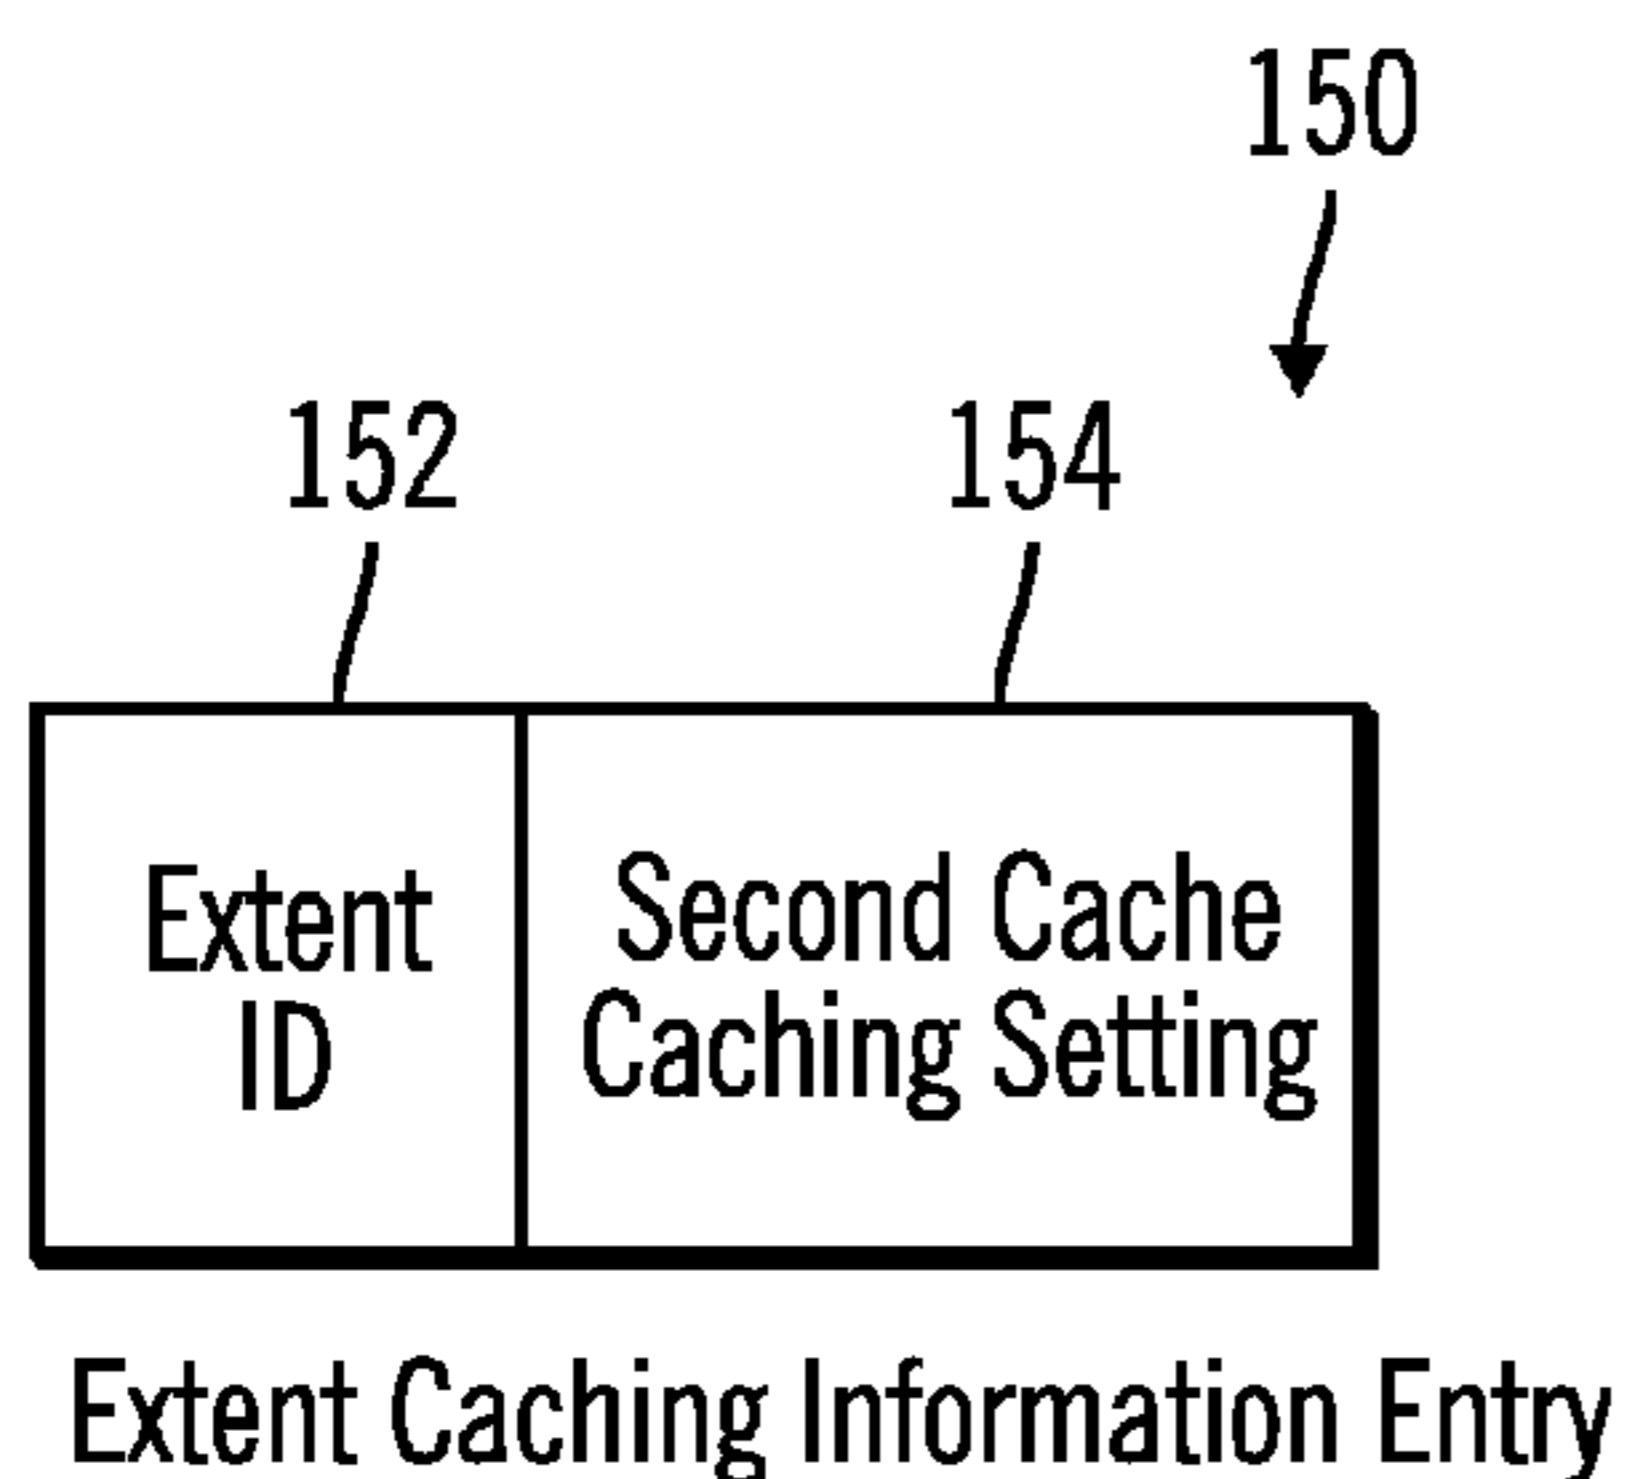 150
152
154
Extent
ID
Second Cache
Caching Setting
Extent Caching Information Entry